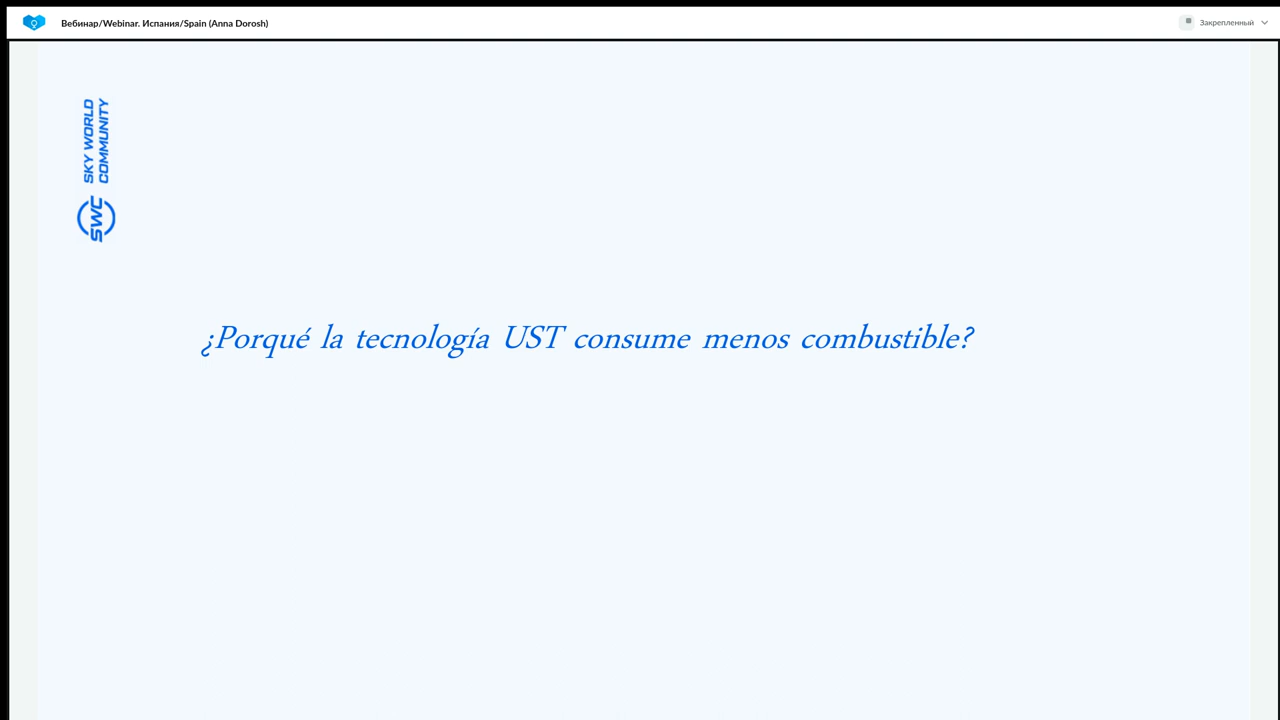 Вебинар/Webinar. Испания/Spain (Anna Dorosh)
Закрепленный
SKY WORLD
COMMUNITY
SWC
¿Porqué la tecnología UST consume menos combustible?